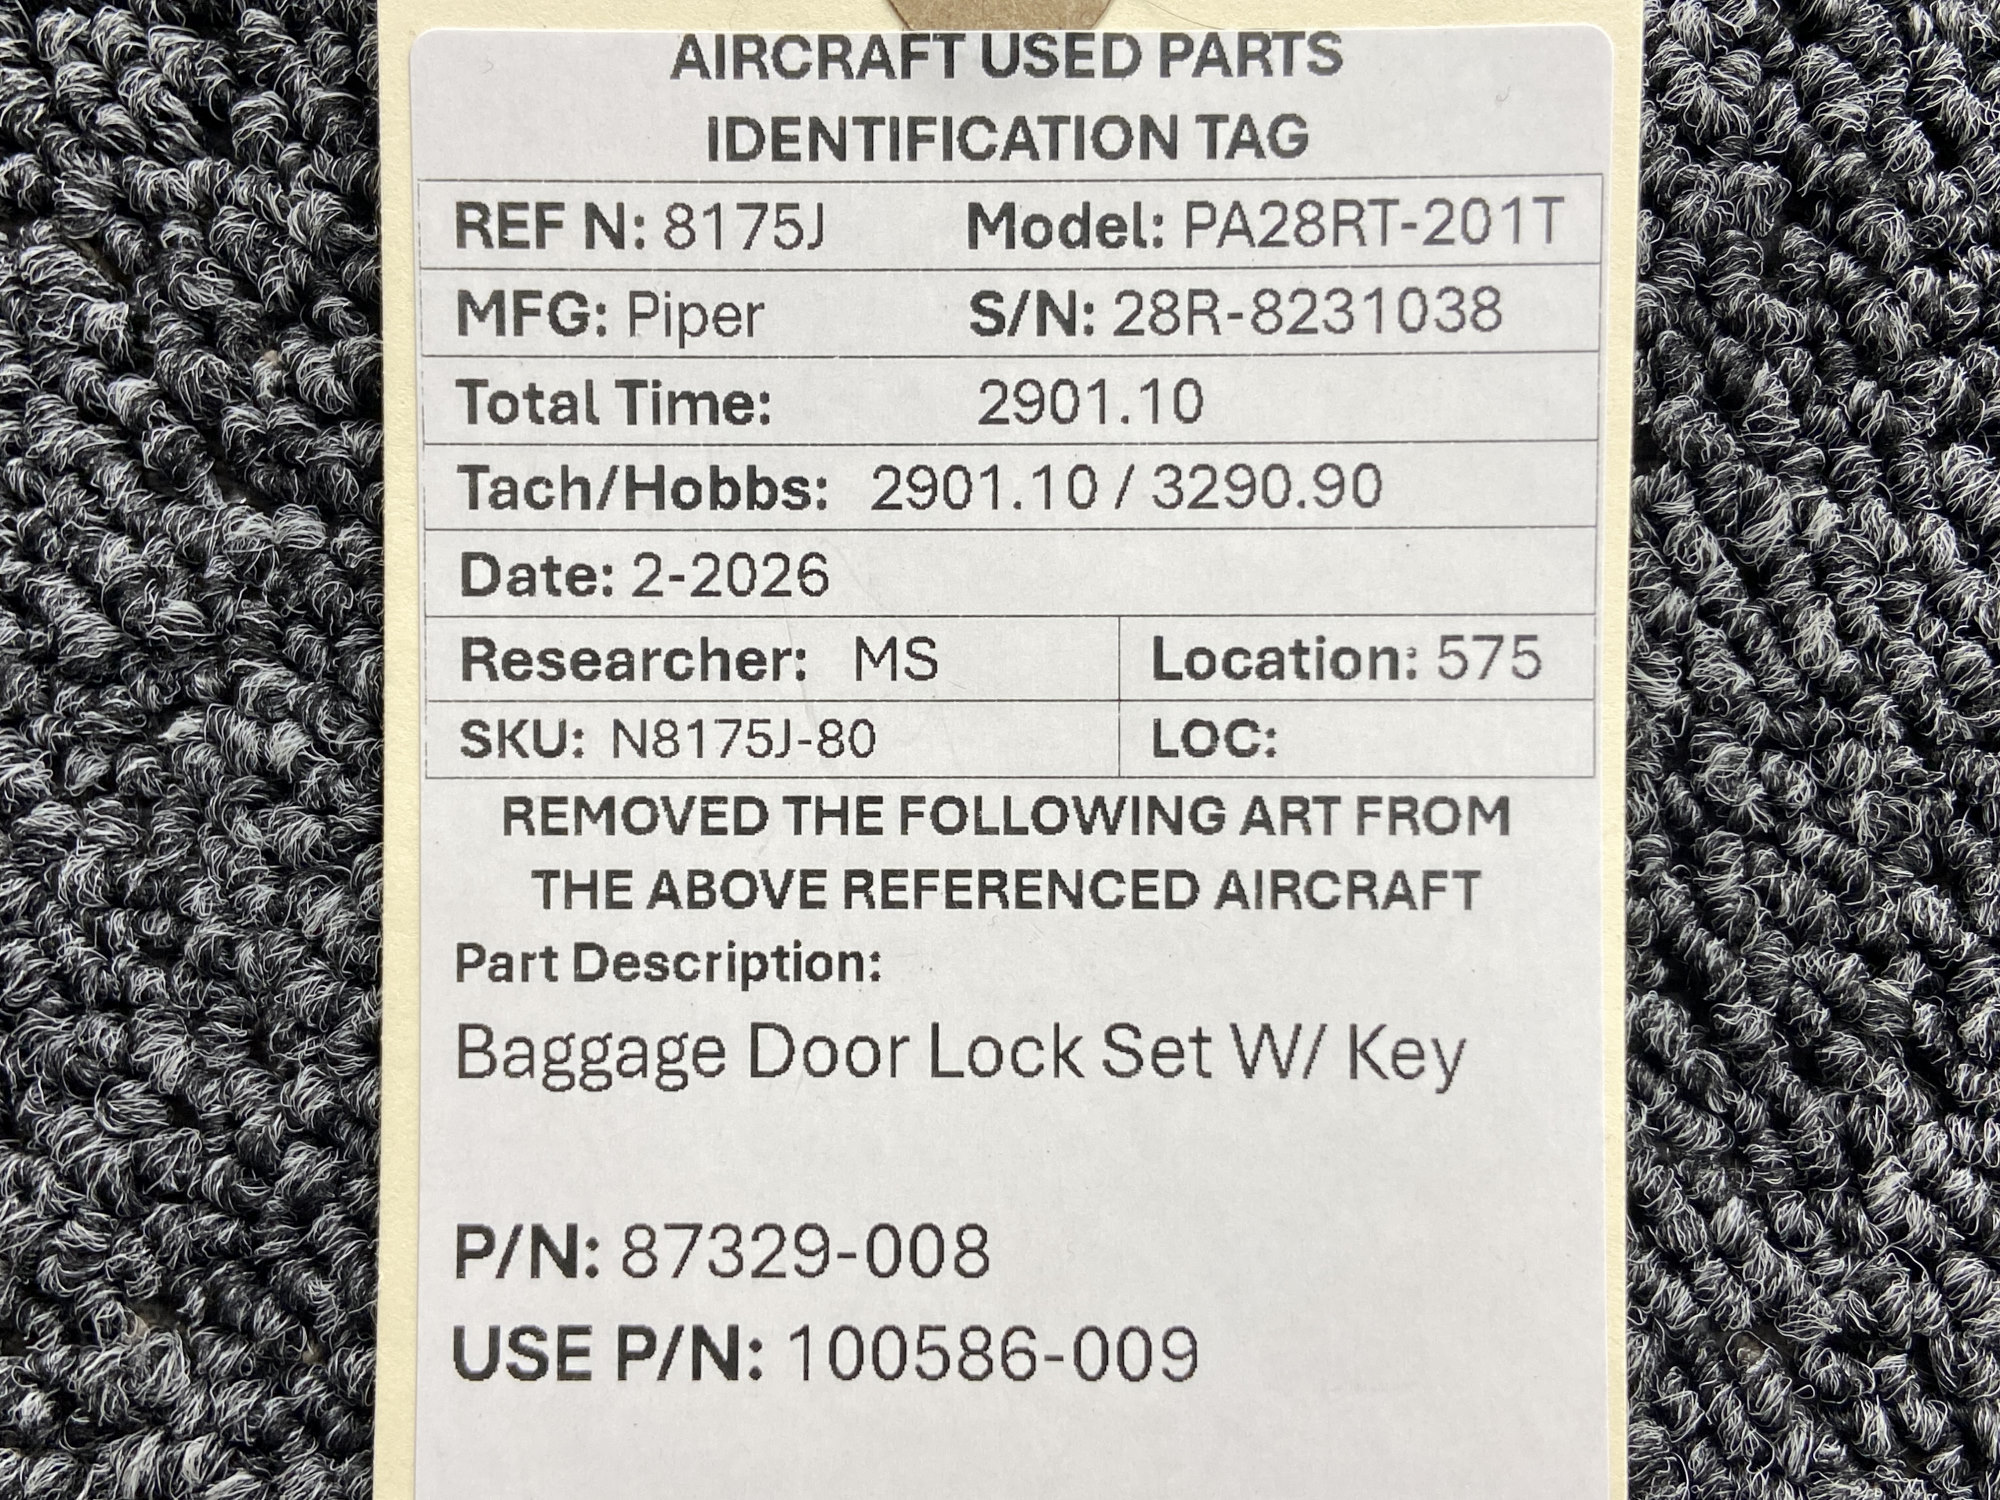 AIRCRAFT USED PARTS
IDENTIFICATION TAG
REF N: 8175J Model: PA28RT-201T
MFG: Piper S/N: 28R-8231038
Total Time: 2901.10
Tach/Hobbs: 2901.10 / 3290.90
Date: 2-2026
Researcher: MS Location: 575
SKU: N8175J-80 LOC:
REMOVED THE FOLLOWING ART FROM
THE ABOVE REFERENCED AIRCRAFT
Part Description:
Baggage Door Lock Set W/ Key
P/N: 87329-008
USE P/N: 100586-009